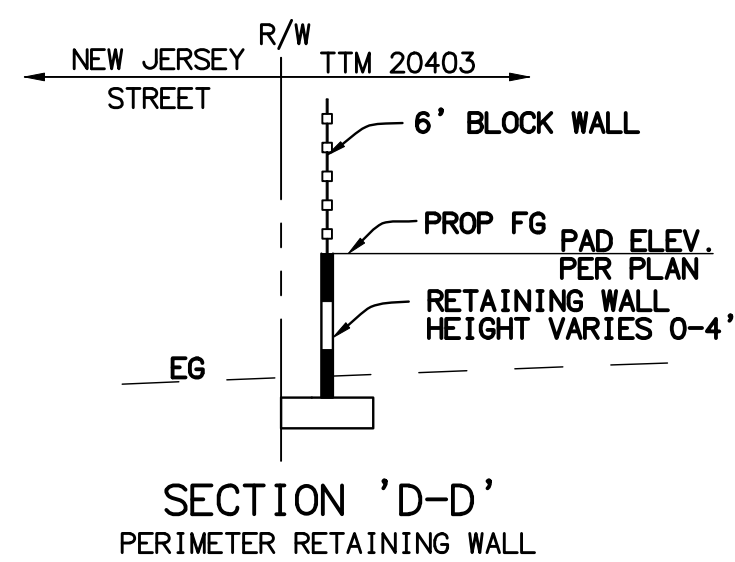 R/W
NEW JERSEY
STREET
TTM 20403
6' BLOCK WALL
PROP FG
PAD ELEV.
PER PLAN
RETAINING WALL
HEIGHT VARIES 0-4'
EG
SECTION 'D-D'
PERIMETER RETAINING WALL